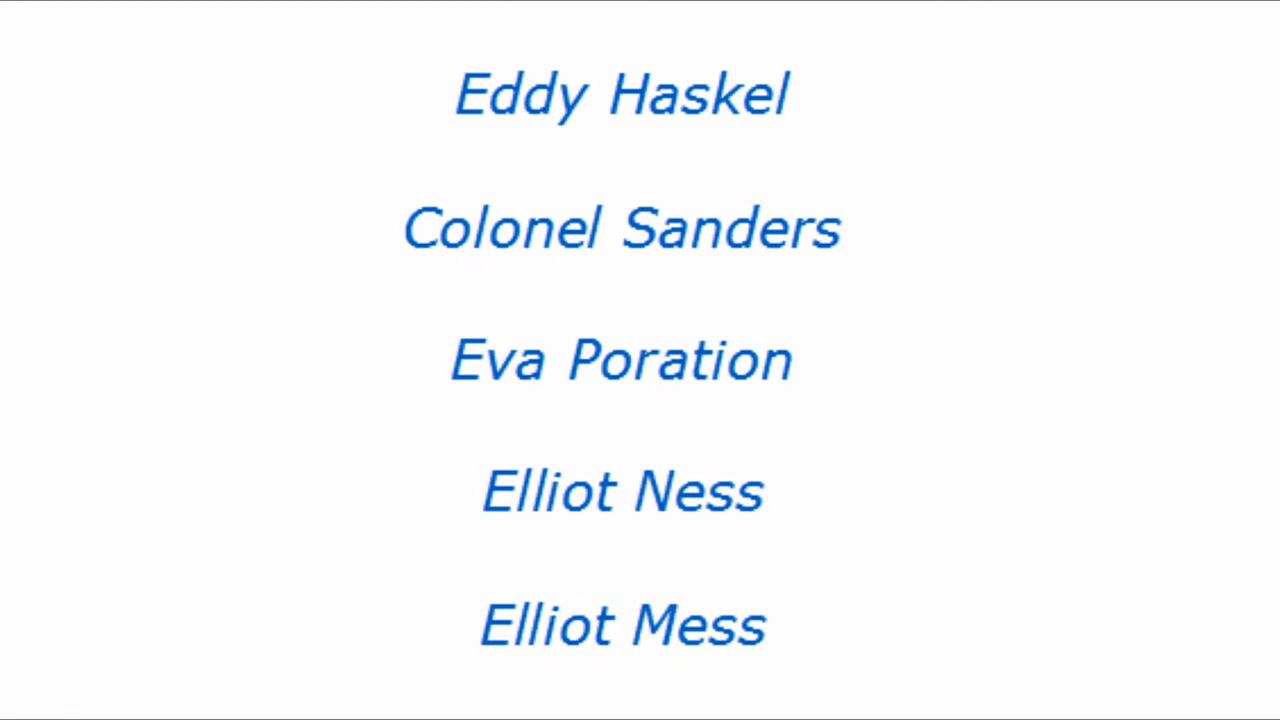 Eddy Haskel
Colonel Sanders
Eva Poration
Elliot Ness
Elliot Mess